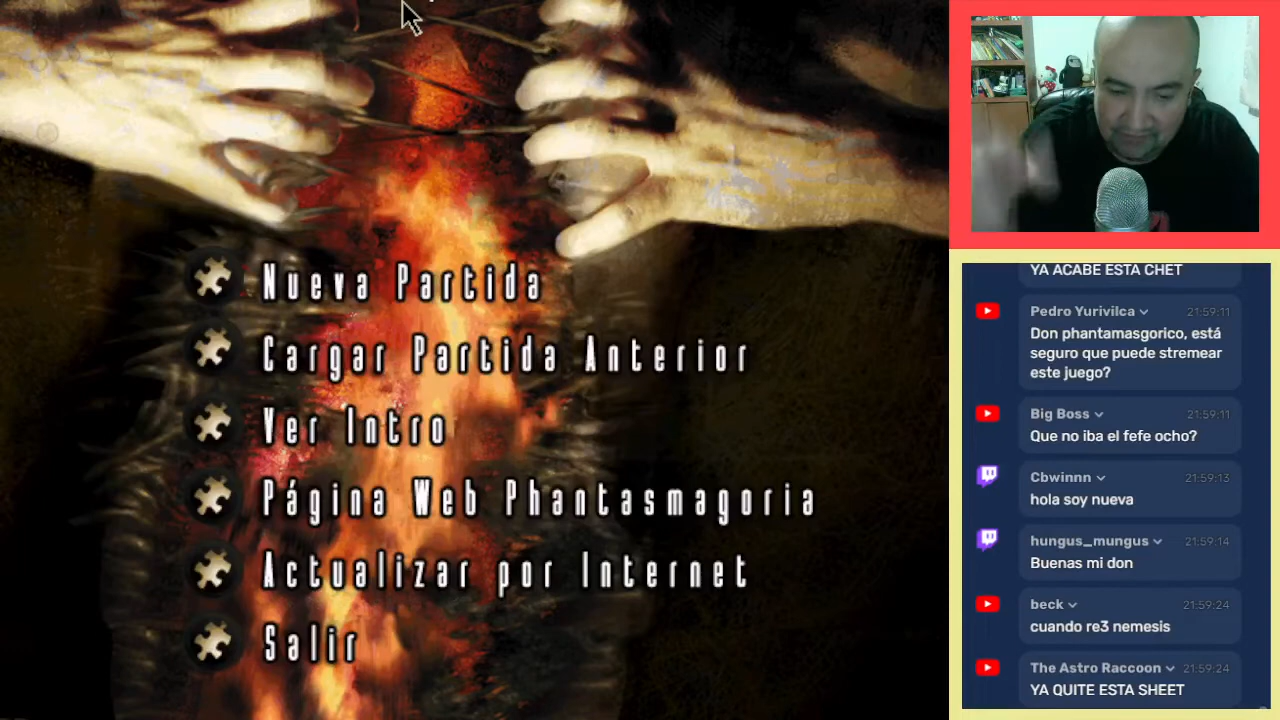 Nueva Partida
Cargar Partida Anterior
Ver Intro
Página Web Phantasmagoria
Actualizar por Internet
Salir
YA ACABE ESTA CHET
Pedro Yurivilca 21:59:11
Don phantamasgorico, está
seguro que puede stremear
este juego?
Big Boss 21:59:11
Que no iba el fefe ocho?
Cbwinnn 21:59:13
hola soy nueva
hungus_mungus 21:59:14
Buenas mi don
beck 21:59:24
cuando re3 nemesis
The Astro Raccoon 21:59:24
YA QUITE ESTA SHEET